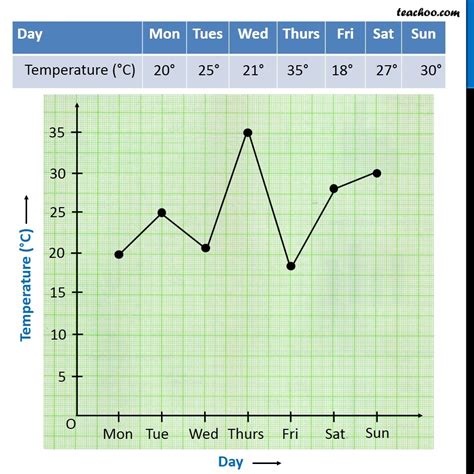 teachoo.com
Day Mon Tues Wed Thurs Fri Sat Sun
Temperature (°C) 20° 25° 21° 35° 18° 27° 30°
35
30
25
20
15
10
5
O
Temperature (°C)
Mon Tue Wed Thurs Fri Sat Sun
Day